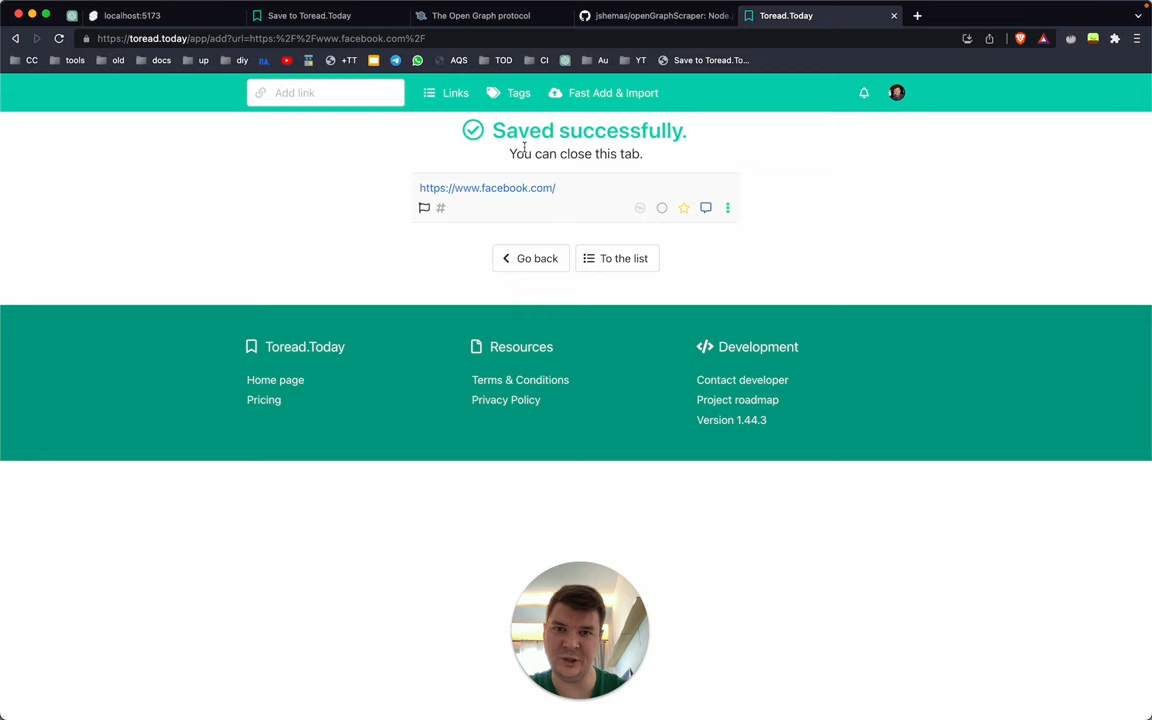 localhost:5173
Save to Toread.Today
The Open Graph protocol
jshemas/openGraphScraper: Node.
Toread.Today
https://toread.today/app/add?url=https:%2F%2Fwww.facebook.com%2F
CC
tools
old
docs
up
diy
+TT
AQS
TOD
CI
Au
YT
Save to Toread.To...
Add link
Links
Tags
Fast Add & Import
Saved successfully.
You can close this tab.
https://www.facebook.com/
#
Go back
To the list
Toread.Today
Resources
Development
Home page
Terms & Conditions
Contact developer
Pricing
Privacy Policy
Project roadmap
Version 1.44.3